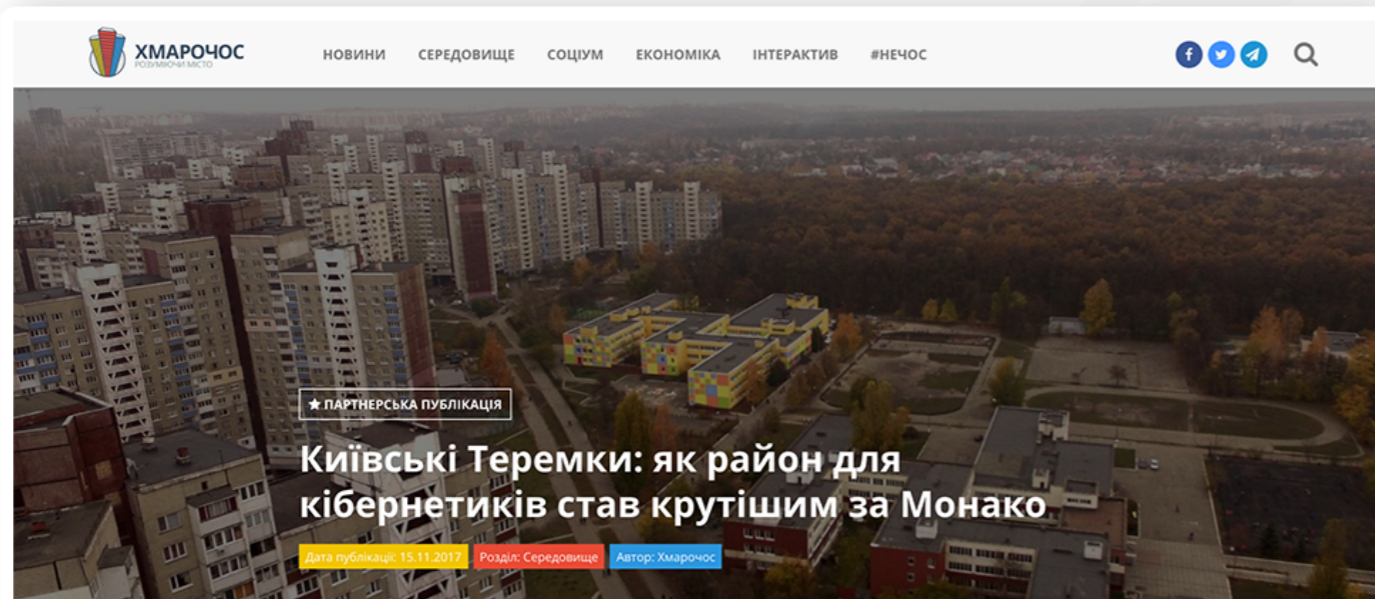 ХМАРОЧОС
РОЗУМІЮЧИ МІСТО
НОВИНИ СЕРЕДОВИЩЕ СОЦІУМ ЕКОНОМІКА ІНТЕРАКТИВ #НЕЧОС
★ ПАРТНЕРСЬКА ПУБЛІКАЦІЯ
Київські Теремки: як район для
кібернетиків став крутішим за Монако
Дата публікації: 15.11.2017 Розділ: Середовище Автор: Хмарочос